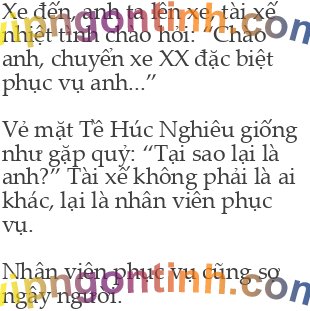 Xe đến, anh ta lên xe, tài xế
nhiệt tình chào hỏi: “Chào
anh, chuyển xe XX đặc biệt
phục vụ anh...”
Vẻ mặt Tề Húc Nghiêu giống
như gặp quỷ: “Tại sao lại là
anh?” Tài xế không phải là ai
khác, lại là nhân viên phục
vụ.
Nhân viên phục vụ cũng sợ
ngây người.
vipngontinh.com
vipngontinh.com